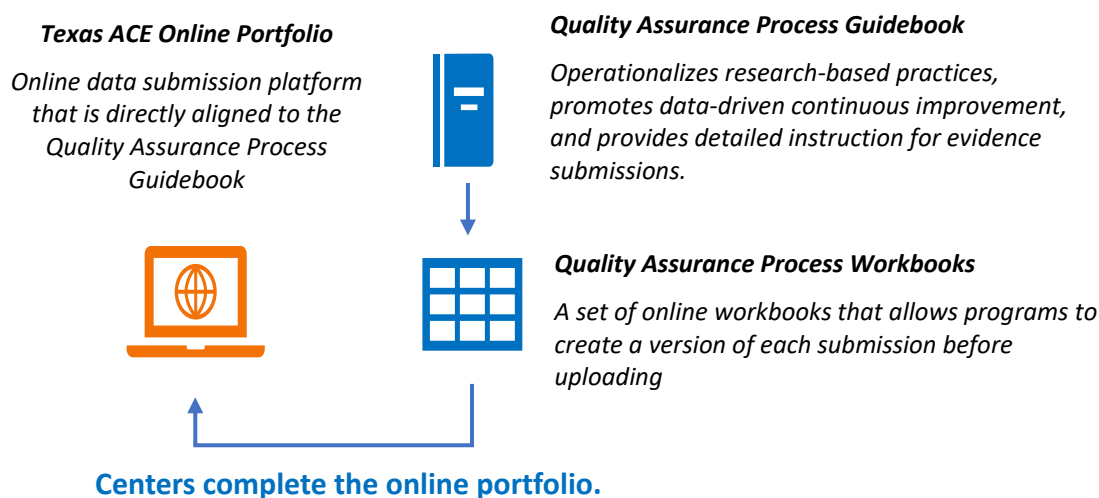 Texas ACE Online Portfolio
Online data submission platform
that is directly aligned to the
Quality Assurance Process
Guidebook
Quality Assurance Process Guidebook
Operationalizes research-based practices,
promotes data-driven continuous improvement,
and provides detailed instruction for evidence
submissions.
Quality Assurance Process Workbooks
A set of online workbooks that allows programs to
create a version of each submission before
uploading
Centers complete the online portfolio.